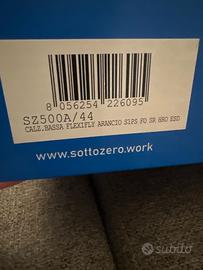 8 056254 226095
SZ500A/44
CALZ.BASSA FLEXIFLY ARANCIO S1PS FO SR HRO ESD
www.sottozero.work
subito